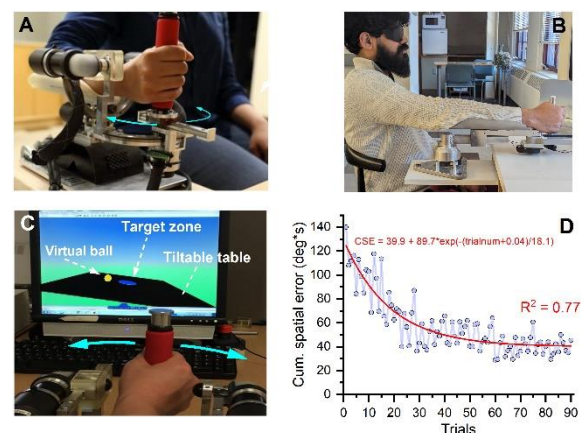 A
B
C
Virtual ball
Target zone
Tiltable table
D
CSE = 39.9 + 89.7*exp(-(trialnum+0.04)/18.1)
R² = 0.77
Cum. spatial error (deg*s)
140
120
100
80
60
40
20
0
0 10 20 30 40 50 60 70 80 90
Trials